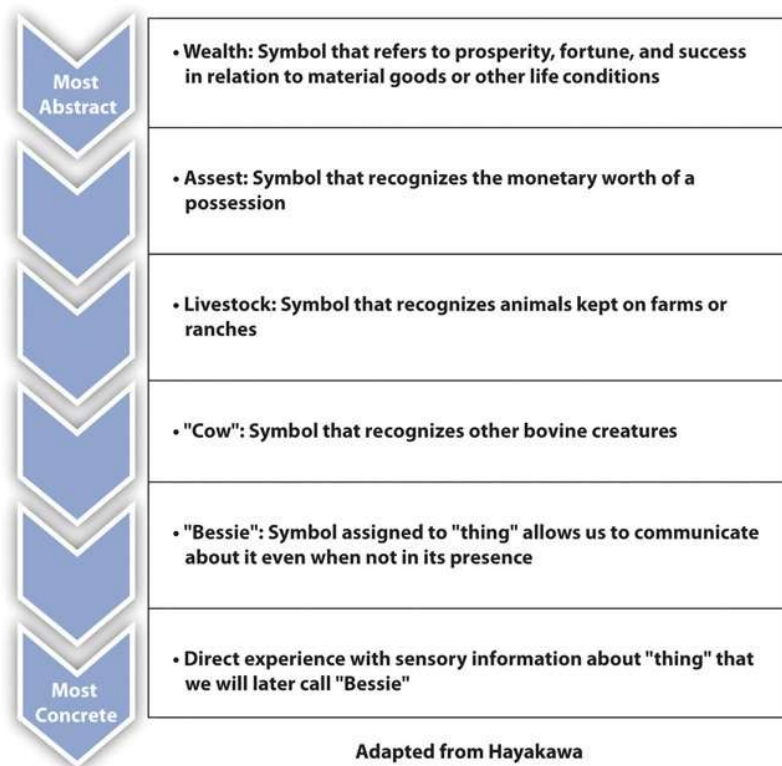 Most
Abstract
• Wealth: Symbol that refers to prosperity, fortune, and success
in relation to material goods or other life conditions
• Assest: Symbol that recognizes the monetary worth of a
possession
• Livestock: Symbol that recognizes animals kept on farms or
ranches
• "Cow": Symbol that recognizes other bovine creatures
• "Bessie": Symbol assigned to "thing" allows us to communicate
about it even when not in its presence
Most
Concrete
• Direct experience with sensory information about "thing" that
we will later call "Bessie"
Adapted from Hayakawa